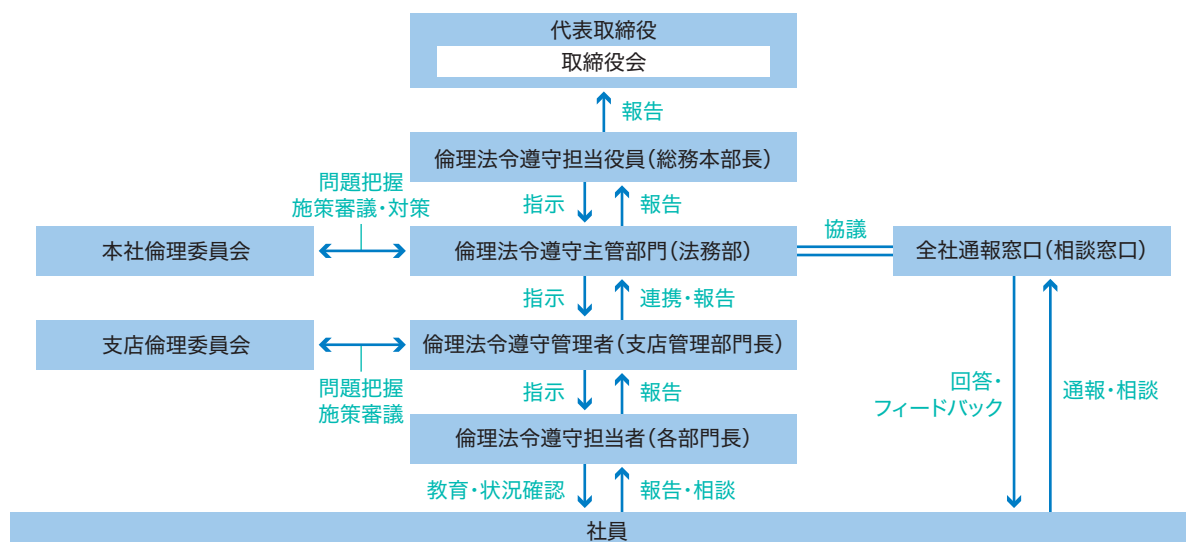 代表取締役
取締役会
報告
倫理法令遵守担当役員(総務本部長)
問題把握
施策審議・対策
指示
報告
協議
本社倫理委員会
倫理法令遵守主管部門(法務部)
全社通報窓口(相談窓口)
指示
連携・報告
支店倫理委員会
倫理法令遵守管理者(支店管理部門長)
問題把握
施策審議
指示
報告
回答・
フィードバック
通報・相談
倫理法令遵守担当者(各部門長)
教育・状況確認
報告・相談
社員